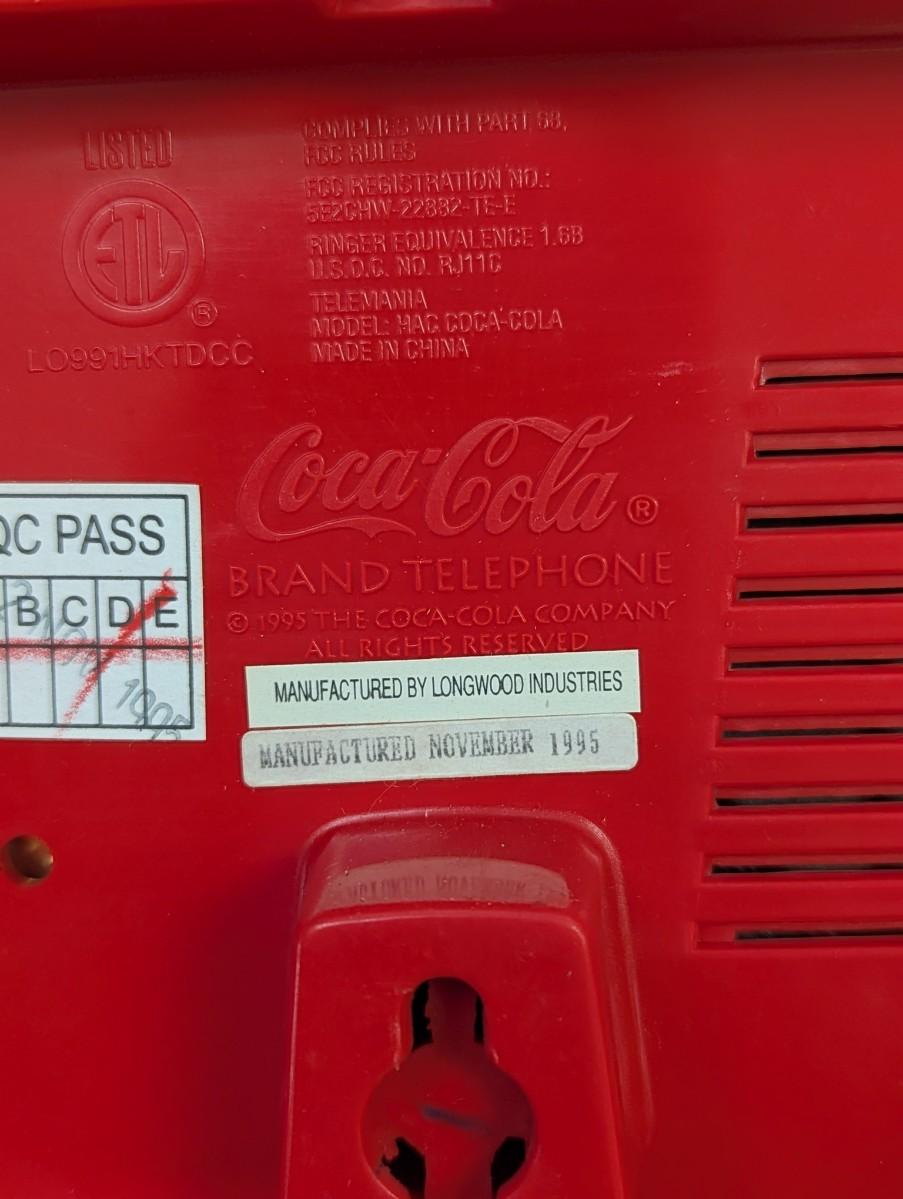 LISTED
ETL
®
LO991HKTDCC
COMPLIES WITH PART 68,
FCC RULES
FCC REGISTRATION NO.:
5E2CHW-22882-TE-E
RINGER EQUIVALENCE 1.6B
U.S.O.C. NO. RJ11C
TELEMANIA
MODEL: HAC COCA-COLA
MADE IN CHINA
Coca-Cola®
BRAND TELEPHONE
© 1995 THE COCA-COLA COMPANY
ALL RIGHTS RESERVED
QC PASS
B C D E
MANUFACTURED BY LONGWOOD INDUSTRIES
MANUFACTURED NOVEMBER 1995